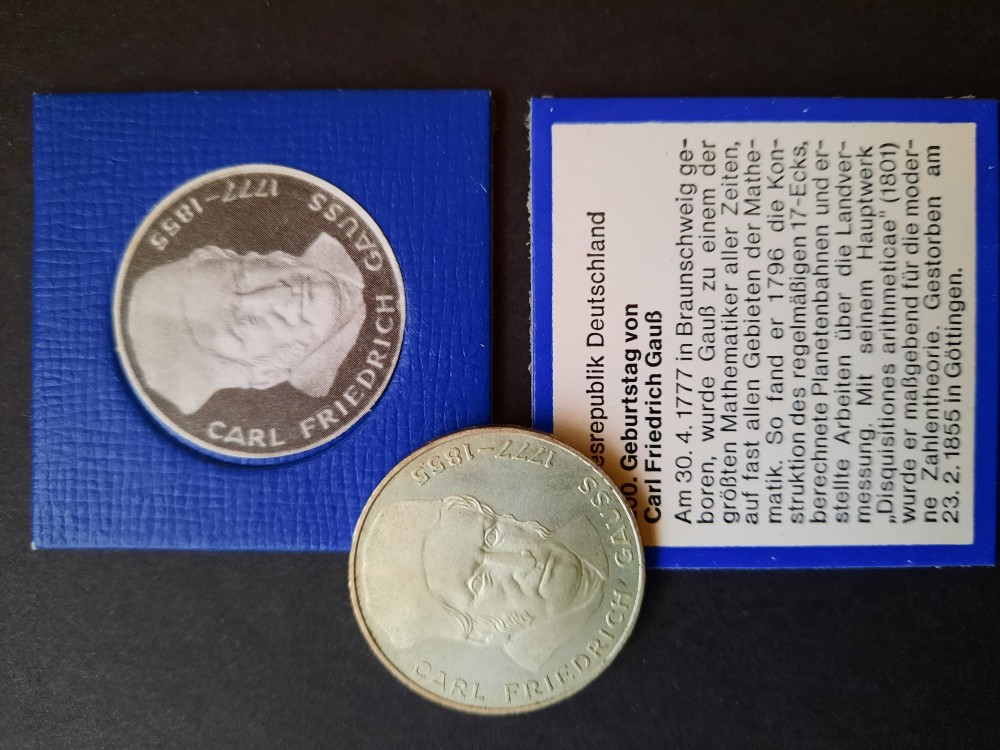 CARL FRIEDRICH GAUSS 1777–1855
CARL FRIEDRICH GAUSS 1777–1855
esrepublik Deutschland
00. Geburtstag von
Carl Friedrich Gauß
Am 30. 4. 1777 in Braunschweig ge-
boren, wurde Gauß zu einem der
größten Mathematiker aller Zeiten,
auf fast allen Gebieten der Mathe-
matik. So fand er 1796 die Kon-
struktion des regelmäßigen 17-Ecks,
berechnete Planetenbahnen und er-
stellte Arbeiten über die Landver-
messung. Mit seinem Hauptwerk
„Disquisitiones arithmeticae" (1801)
wurde er maßgebend für die moder-
ne Zahlentheorie. Gestorben am
23. 2. 1855 in Göttingen.